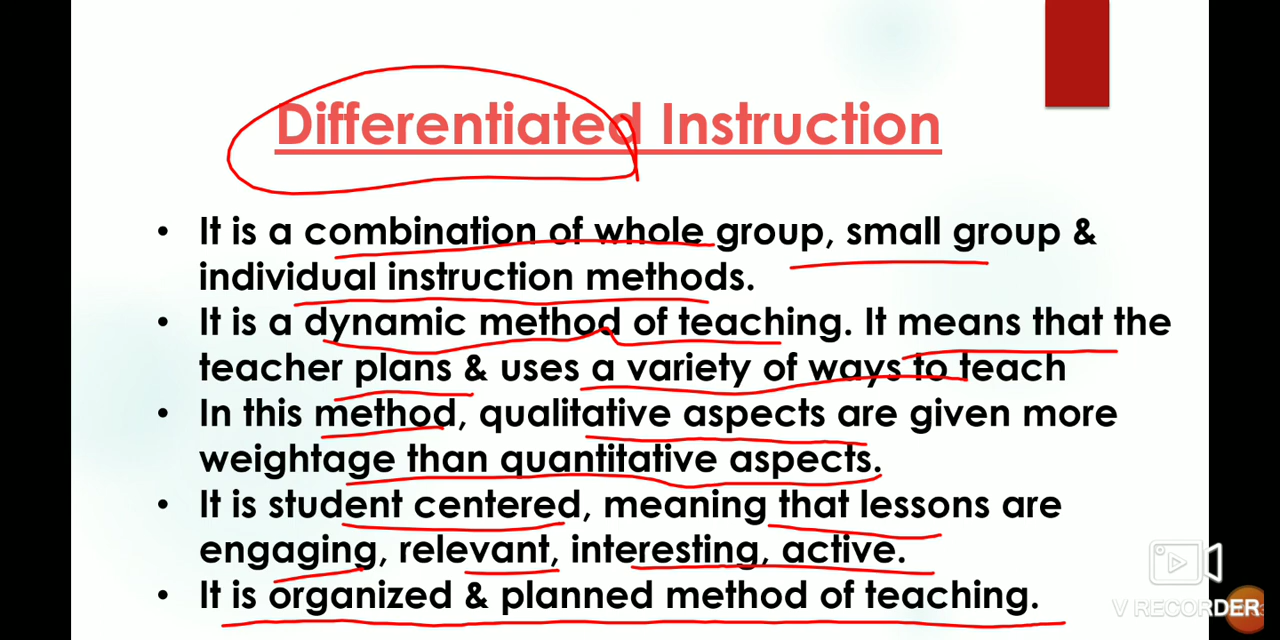 Differentiated Instruction
• It is a combination of whole group, small group &
individual instruction methods.
• It is a dynamic method of teaching. It means that the
teacher plans & uses a variety of ways to teach
• In this method, qualitative aspects are given more
weightage than quantitative aspects.
• It is student centered, meaning that lessons are
engaging, relevant, interesting, active.
• It is organized & planned method of teaching.
V RECORDER